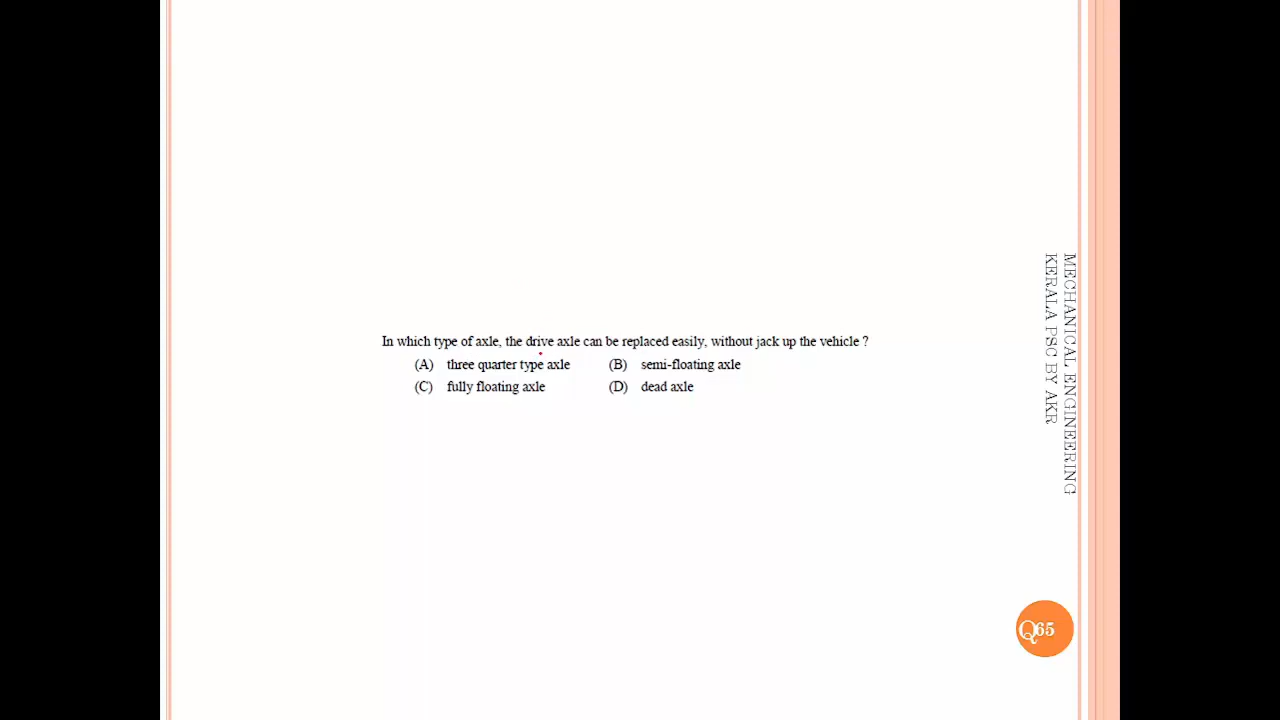 In which type of axle, the drive axle can be replaced easily, without jack up the vehicle ?
(A) three quarter type axle (B) semi-floating axle
(C) fully floating axle (D) dead axle
MECHANICAL ENGINEERING
KERALA PSC BY AKR
Q65